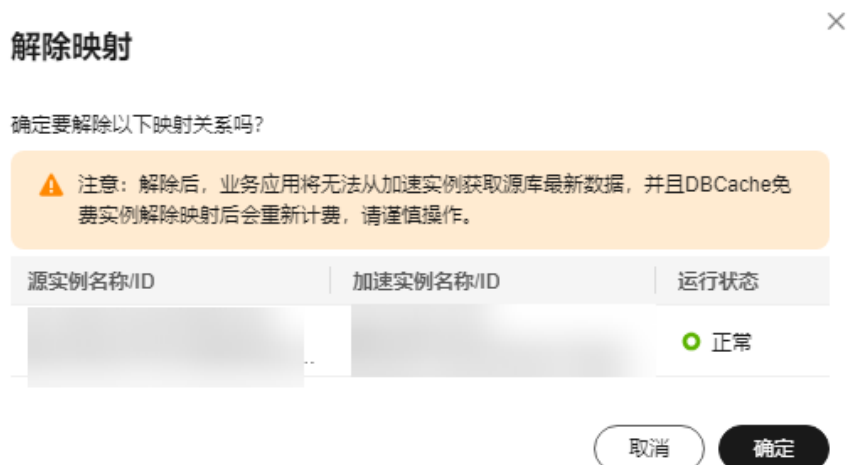 解除映射
确定要解除以下映射关系吗?
注意：解除后，业务应用将无法从加速实例获取源库最新数据，并且DBCache免
费实例解除映射后会重新计费，请谨慎操作。
源实例名称/ID 加速实例名称/ID 运行状态
.. 正常
取消 确定